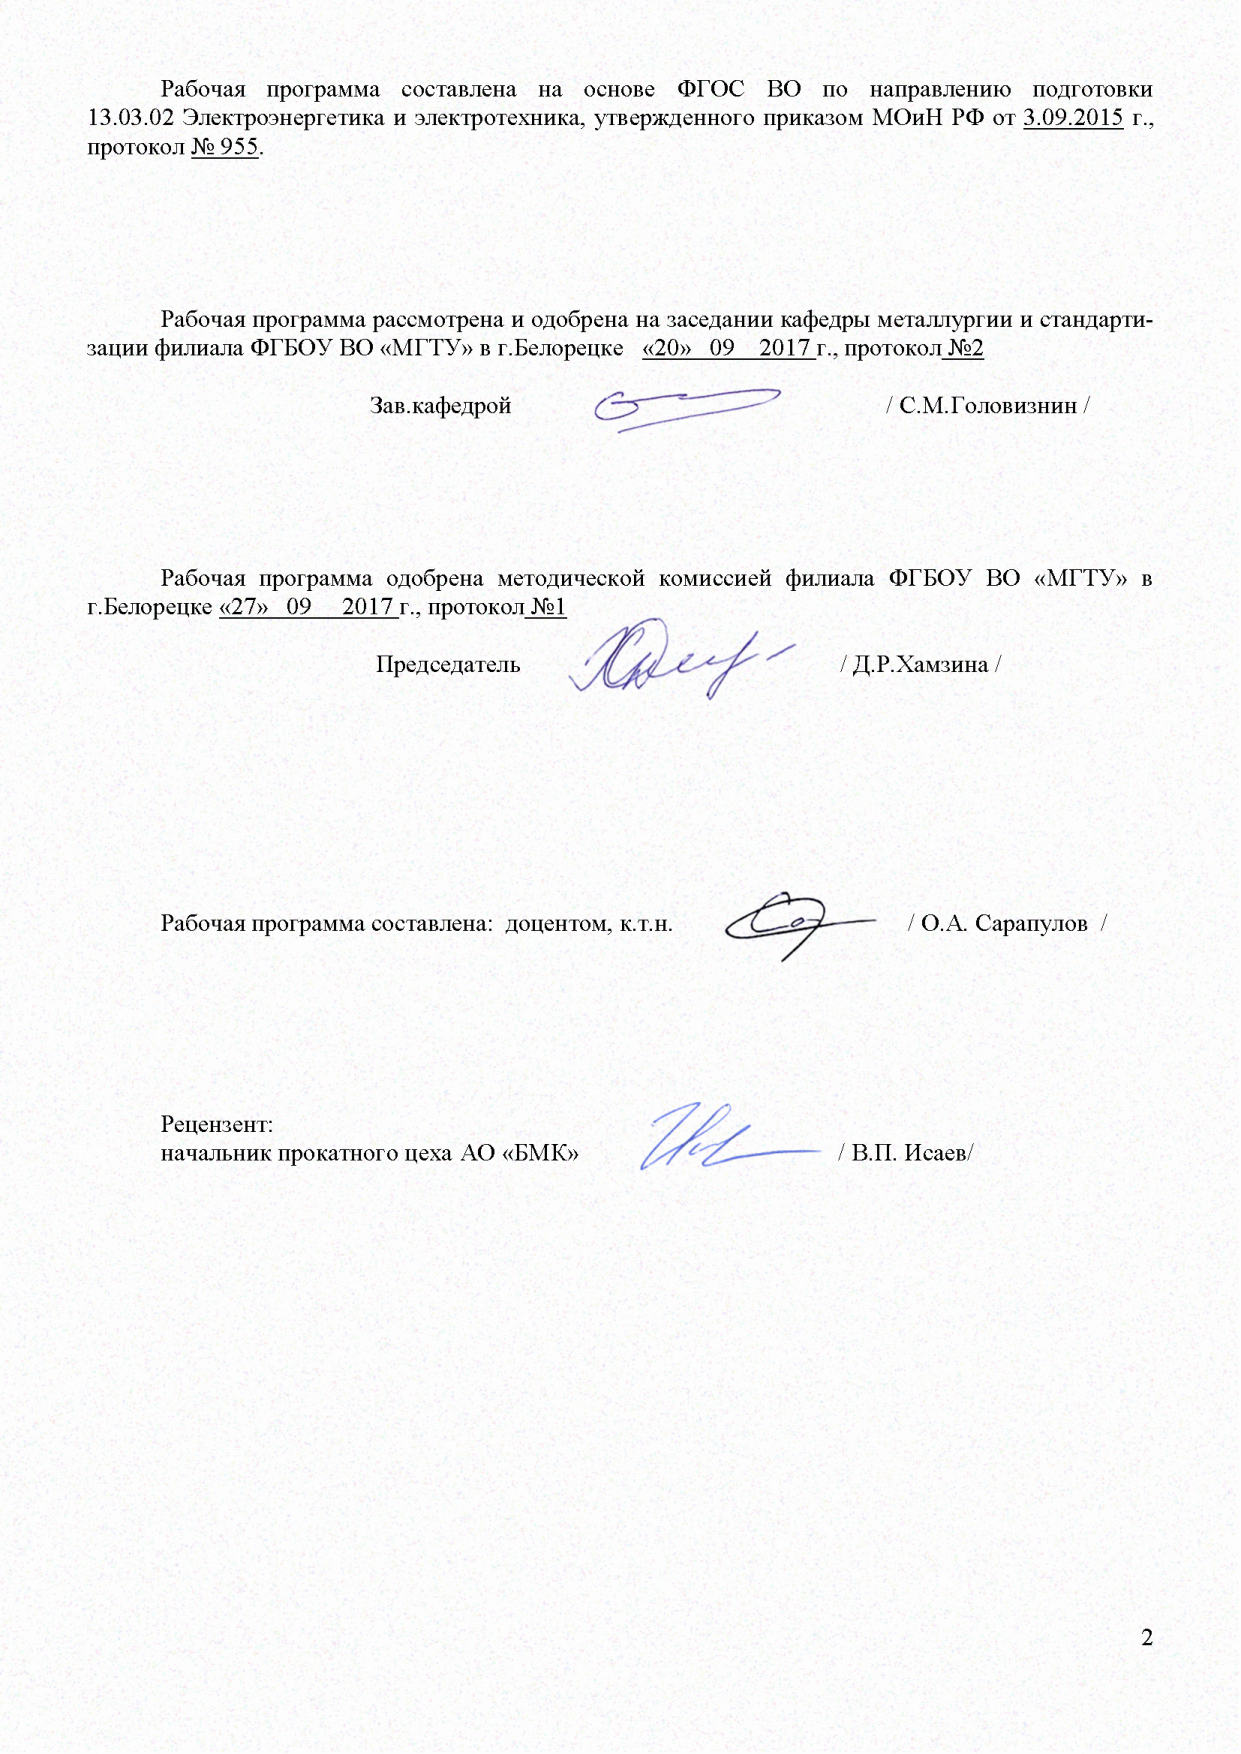 Рабочая программа составлена на основе ФГОС ВО по направлению подготовки
13.03.02 Электроэнергетика и электротехника, утвержденного приказом МОиН РФ от 3.09.2015 г.,
протокол № 955.
Рабочая программа рассмотрена и одобрена на заседании кафедры металлургии и стандарти-
зации филиала ФГБОУ ВО «МГТУ» в г.Белорецке «20» 09 2017 г., протокол №2
Зав.кафедрой / С.М.Головизнин /
Рабочая программа одобрена методической комиссией филиала ФГБОУ ВО «МГТУ» в
г.Белорецке «27» 09 2017 г., протокол №1
Председатель / Д.Р.Хамзина /
Рабочая программа составлена: доцентом, к.т.н. / О.А. Сарапулов /
Рецензент:
начальник прокатного цеха АО «БМК» / В.П. Исаев/
2